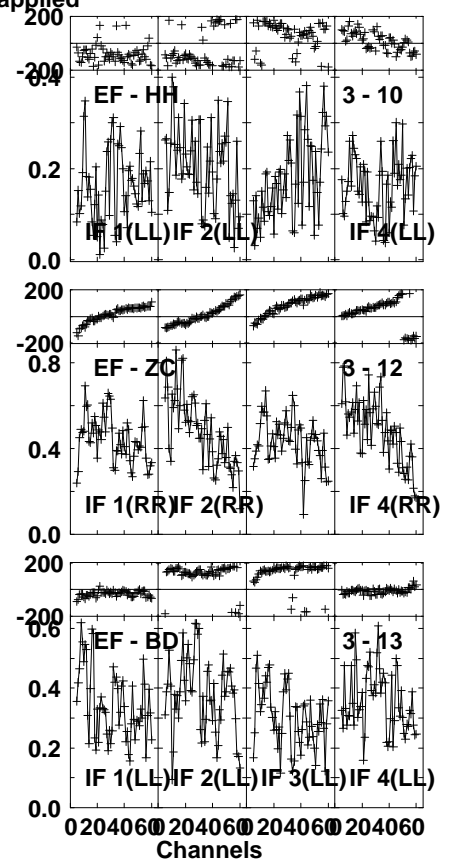 applied
200
-200
0.4
EF - HH
3 - 10
0.2
IF 1(LL) IF 2(LL) IF 4(LL)
0.0
200
-200
0.8
EF - ZC
3 - 12
0.4
IF 1(RR) IF 2(RR) IF 4(RR)
0.0
200
-200
0.6
EF - BD
3 - 13
0.4
0.2
IF 1(LL) IF 2(LL) IF 3(LL) IF 4(LL)
0.0
0 20 40 60 0 20 40 60 0 20 40 60 0 20 40 60
Channels